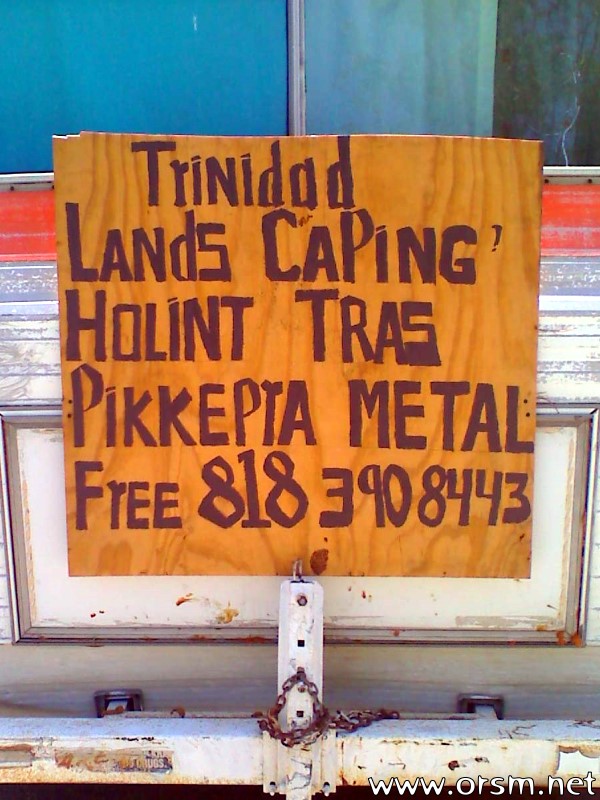 Trinidad
LANdS CAPiNG'
HOLiNT TRAS
PiKKEPIA METAL
Free 818 390 8443
www.orsm.net